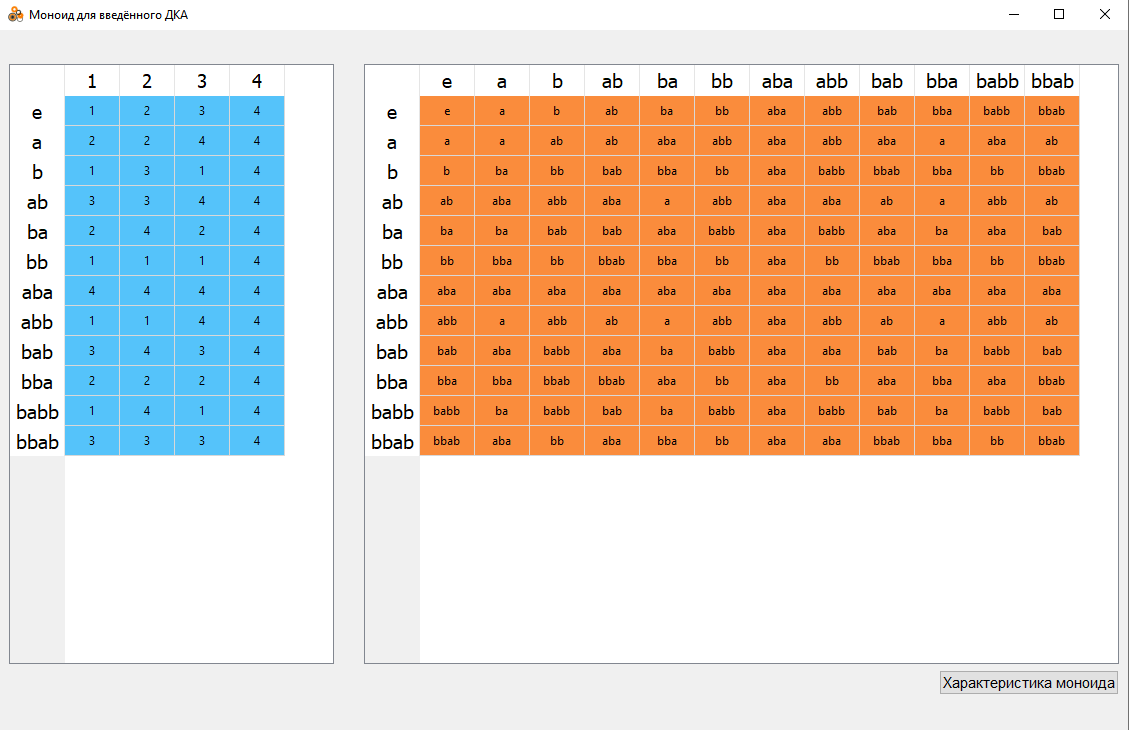 Моноид для введённого ДКА
1 2 3 4
e 1 2 3 4
a 2 2 4 4
b 1 3 1 4
ab 3 3 4 4
ba 2 4 2 4
bb 1 1 1 4
aba 4 4 4 4
abb 1 1 4 4
bab 3 4 3 4
bba 2 2 2 4
babb 1 4 1 4
bbab 3 3 3 4
e a b ab ba bb aba abb bab bba babb bbab
e e a b ab ba bb aba abb bab bba babb bbab
a a a ab ab aba abb aba abb aba a aba ab
b b ba bb bab bba bb aba babb bbab bba bb bbab
ab ab aba abb aba a abb aba aba ab a abb ab
ba ba ba bab bab aba babb aba babb aba ba aba bab
bb bb bba bb bbab bba bb aba bb bbab bba bb bbab
aba aba aba aba aba aba aba aba aba aba aba aba aba
abb abb a abb ab a abb aba abb ab a abb ab
bab bab aba babb aba ba babb aba aba bab ba babb bab
bba bba bba bbab bbab aba bb aba bb aba bba aba bbab
babb babb ba babb bab ba babb aba babb bab ba babb bab
bbab bbab aba bb aba bba bb aba aba bbab bba bb bbab
Характеристика моноида